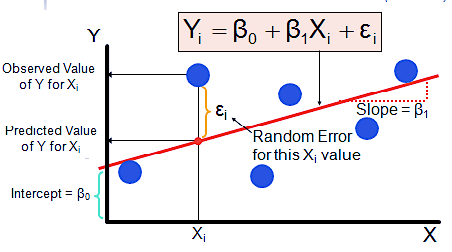 Yᵢ = β₀ + β₁Xᵢ + εᵢ
Y
Observed Value
of Y for Xᵢ
εᵢ
Slope = β₁
Predicted Value
of Y for Xᵢ
Random Error
for this Xᵢ value
Intercept = β₀
Xᵢ
X